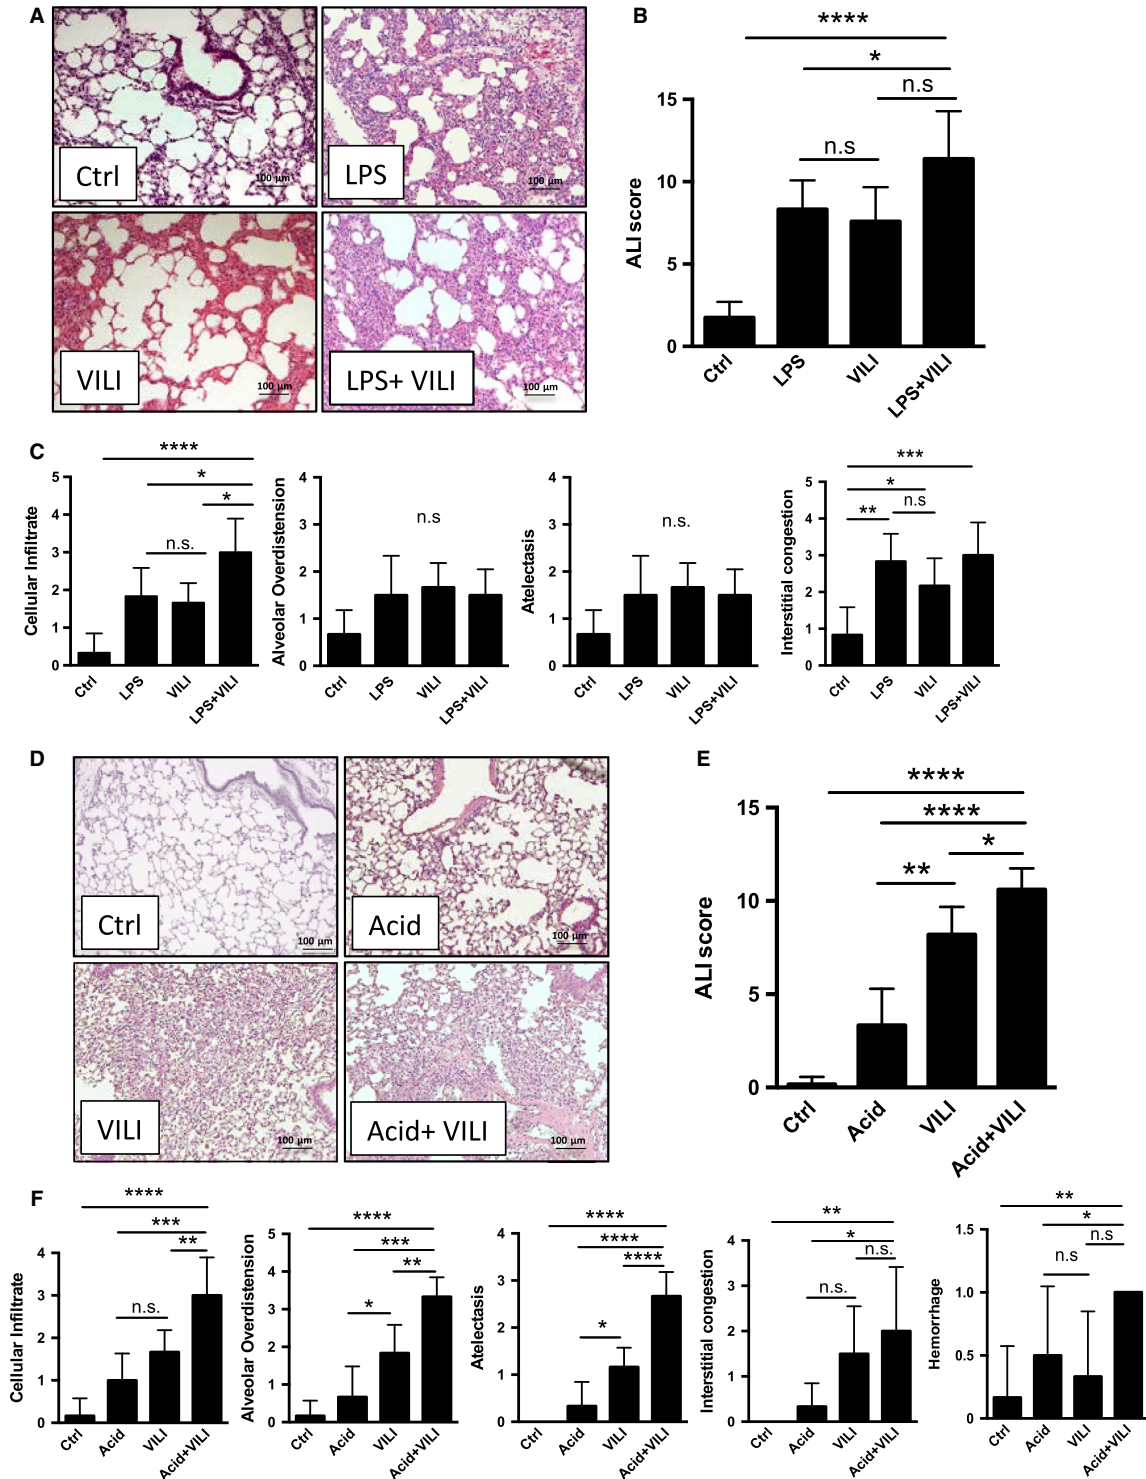 A
Ctrl
100 µm
LPS
100 µm
VILI
100 µm
LPS+ VILI
100 µm
B
****
*
n.s
n.s
15
10
5
0
ALI score
Ctrl
LPS
VILI
LPS+VILI
C
****
*
*
n.s.
5
4
3
2
1
0
Cellular Infiltrate
Ctrl
LPS
VILI
LPS+VILI
n.s
4
3
2
1
0
Alveolar Overdistension
Ctrl
LPS
VILI
LPS+VILI
n.s.
4
3
2
1
0
Atelectasis
Ctrl
LPS
VILI
LPS+VILI
***
*
n.s
**
5
4
3
2
1
0
Interstitial congestion
Ctrl
LPS
VILI
LPS+VILI
D
Ctrl
100 µm
Acid
100 µm
VILI
100 µm
Acid+ VILI
100 µm
E
****
****
*
**
15
10
5
0
ALI score
Ctrl
Acid
VILI
Acid+VILI
F
****
***
**
n.s.
4
3
2
1
0
Cellular Infiltrate
Ctrl
Acid
VILI
Acid+VILI
****
***
**
*
5
4
3
2
1
0
Alveolar Overdistension
Ctrl
Acid
VILI
Acid+VILI
****
****
****
*
4
3
2
1
0
Atelectasis
Ctrl
Acid
VILI
Acid+VILI
**
*
n.s.
n.s.
4
3
2
1
0
Interstitial congestion
Ctrl
Acid
VILI
Acid+VILI
**
*
n.s
n.s
1.5
1.0
0.5
0
Hemorrhage
Ctrl
Acid
VILI
Acid+VILI